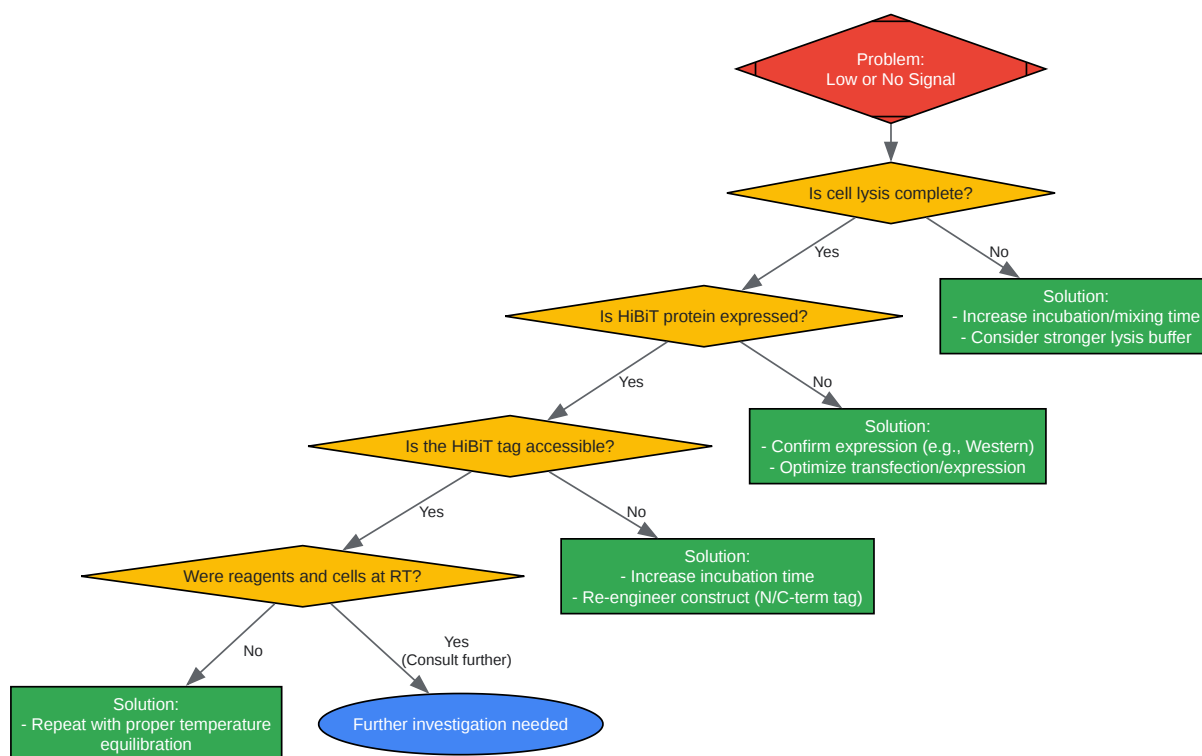 Problem:
Low or No Signal
Is cell lysis complete?
Yes
No
Is HiBiT protein expressed?
Solution:
- Increase incubation/mixing time
- Consider stronger lysis buffer
Yes
No
Is the HiBiT tag accessible?
Solution:
- Confirm expression (e.g., Western)
- Optimize transfection/expression
Yes
No
Were reagents and cells at RT?
Solution:
- Increase incubation time
- Re-engineer construct (N/C-term tag)
No
Yes
(Consult further)
Solution:
- Repeat with proper temperature
equilibration
Further investigation needed